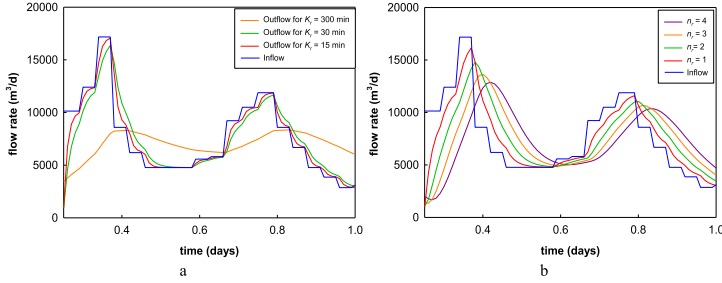 20000
15000
10000
5000
0
flow rate (m³/d)
0.4
0.6
0.8
1.0
time (days)
Outflow for Kr = 300 min
Outflow for Kr = 30 min
Outflow for Kr = 15 min
Inflow
a
20000
15000
10000
5000
0
flow rate (m³/d)
0.4
0.6
0.8
1.0
time (days)
nr = 4
nr = 3
nr = 2
nr = 1
Inflow
b